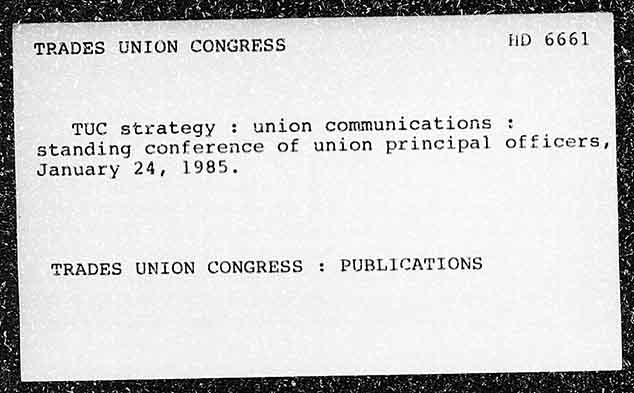 TRADES UNION CONGRESS HD 6661
TUC strategy : union communications :
standing conference of union principal officers,
January 24, 1985.
TRADES UNION CONGRESS : PUBLICATIONS